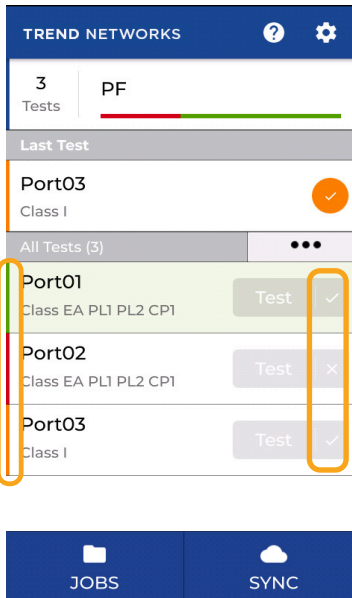 TREND NETWORKS
3
Tests
PF
Last Test
Port03
Class I
All Tests (3)
Port01
Class EA PL1 PL2 CP1
Test
Port02
Class EA PL1 PL2 CP1
Test
Port03
Class I
Test
JOBS
SYNC